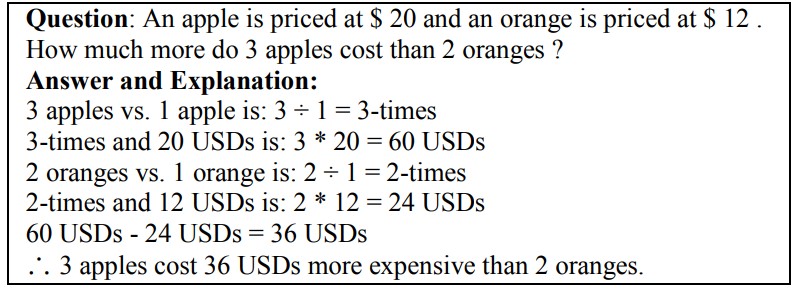 Question: An apple is priced at $ 20 and an orange is priced at $ 12 .
How much more do 3 apples cost than 2 oranges ?
Answer and Explanation:
3 apples vs. 1 apple is: 3 ÷ 1 = 3-times
3-times and 20 USDs is: 3 * 20 = 60 USDs
2 oranges vs. 1 orange is: 2 ÷ 1 = 2-times
2-times and 12 USDs is: 2 * 12 = 24 USDs
60 USDs - 24 USDs = 36 USDs
∴ 3 apples cost 36 USDs more expensive than 2 oranges.